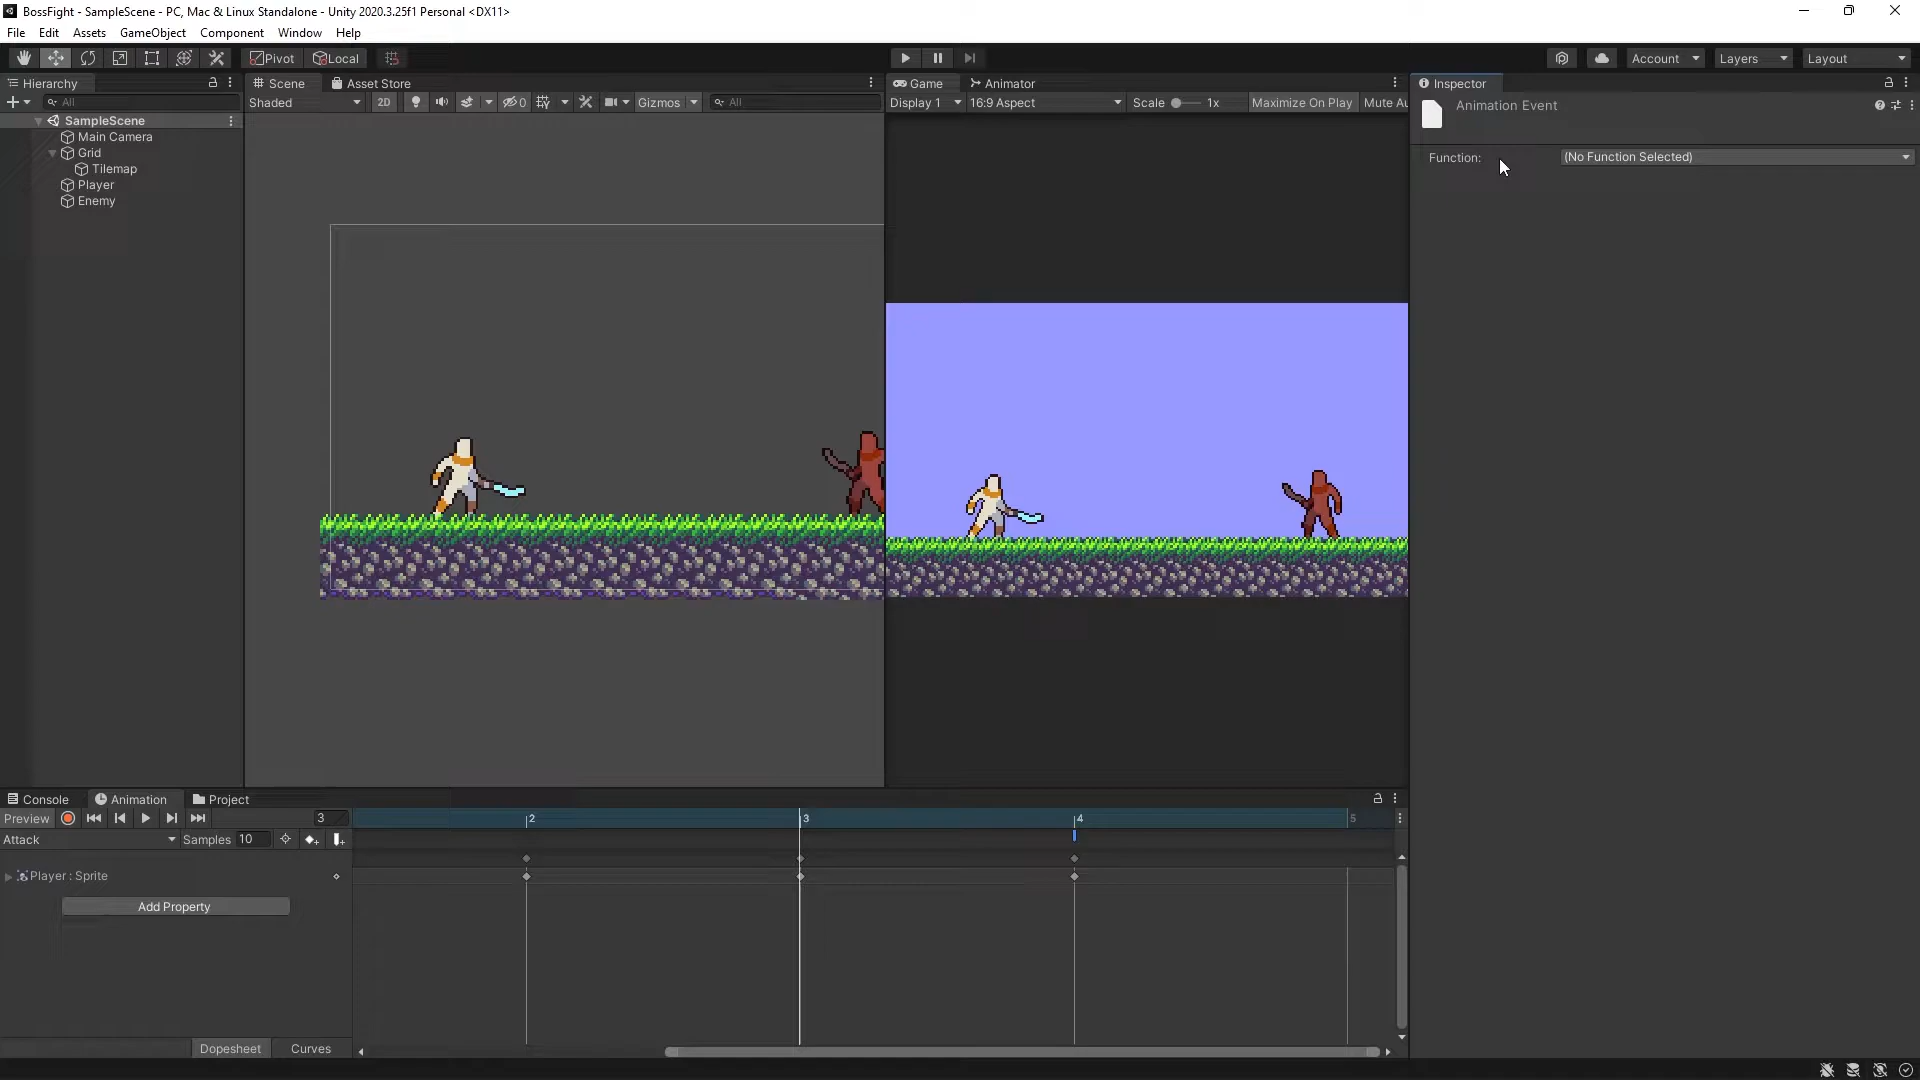 BossFight - SampleScene - PC, Mac & Linux Standalone - Unity 2020.3.25f1 Personal <DX11>
File Edit Assets GameObject Component Window Help
Pivot Local Account Layers Layout
Hierarchy Scene Asset Store Game Animator Inspector
All Shaded 2D 0 Gizmos All Display 1 16:9 Aspect Scale 1x Maximize On Play Mute Au
Animation Event
SampleScene
Main Camera
Grid
Tilemap
Player
Enemy
Function: (No Function Selected)
Console Animation Project
Preview 3 2 3 4 5
Attack Samples 10
Player : Sprite
Add Property
Dopesheet Curves